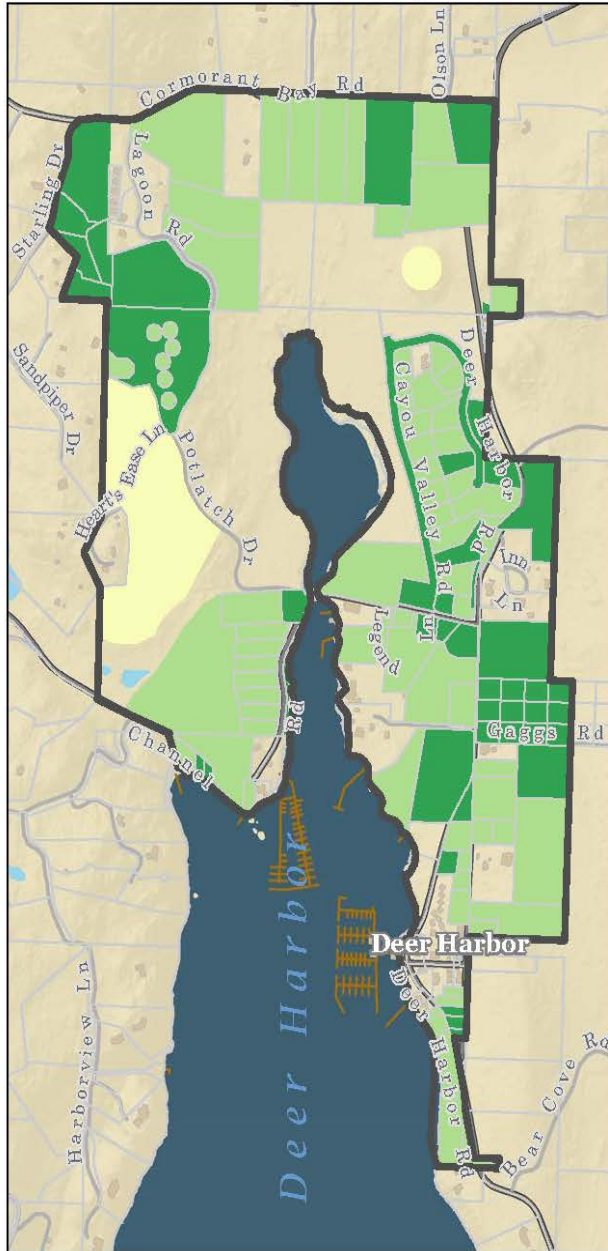 Cormorant Bay Rd
Olson Ln
Lagoon Rd
Starling Dr
Sandpiper Dr
Heart's Ease Ln
Potlatch Dr
Deer Harbor Rd
Cayou Valley Rd
Inn Ln
Legend Ln
Channel Rd
Gaggs Rd
Deer Harbor
Deer Harbor
Deer Harbor Rd
Harborview Ln
Bear Cove Rd